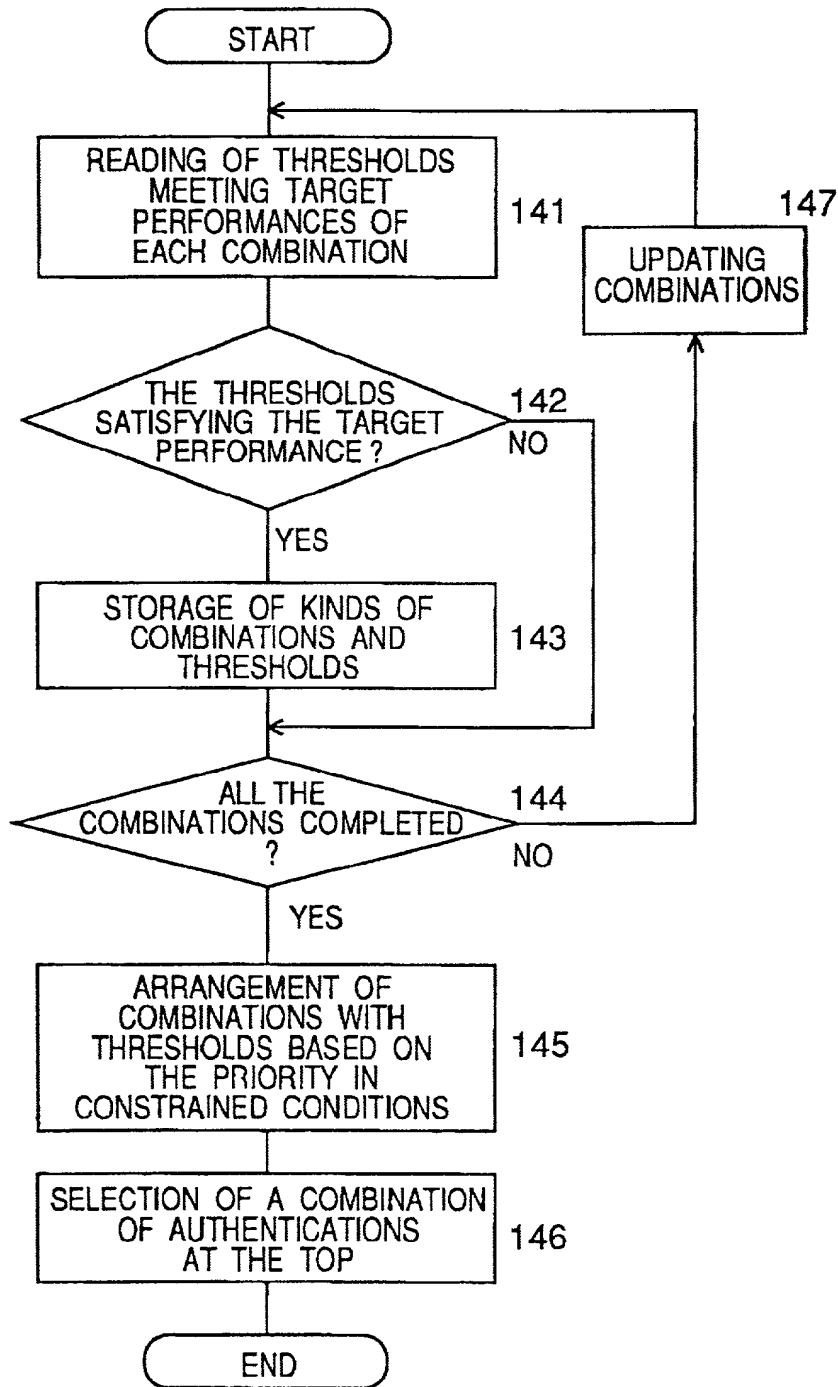 START
READING OF THRESHOLDS
MEETING TARGET
PERFORMANCES OF
EACH COMBINATION
141
147
UPDATING
COMBINATIONS
THE THRESHOLDS
SATISFYING THE TARGET
PERFORMANCE ?
142
NO
YES
STORAGE OF KINDS OF
COMBINATIONS AND
THRESHOLDS
143
ALL THE
COMBINATIONS COMPLETED
?
144
NO
YES
ARRANGEMENT OF
COMBINATIONS WITH
THRESHOLDS BASED ON
THE PRIORITY IN
CONSTRAINED CONDITIONS
145
SELECTION OF A COMBINATION
OF AUTHENTICATIONS
AT THE TOP
146
END